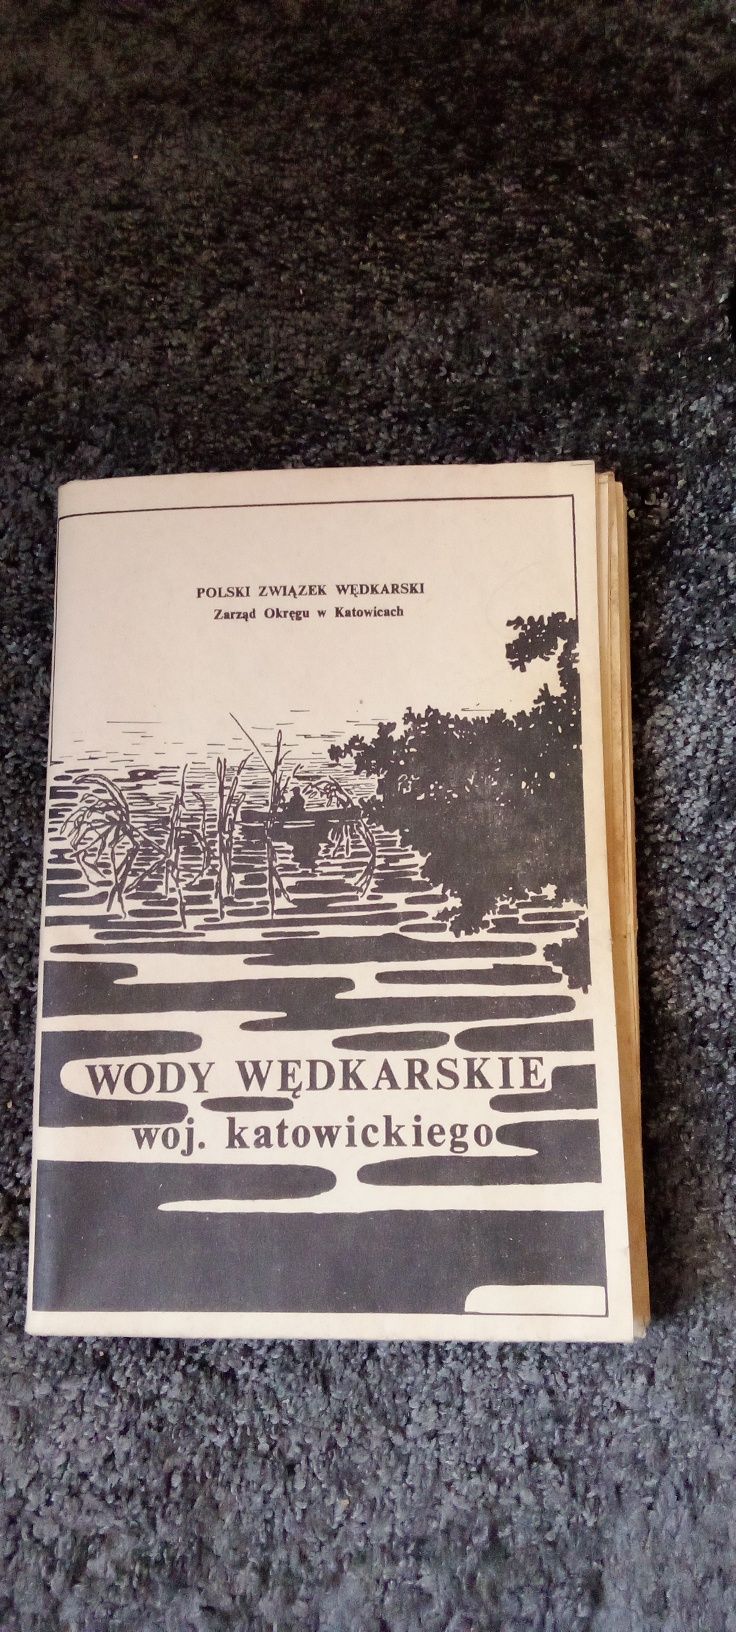 POLSKI ZWIĄZEK WĘDKARSKI
Zarząd Okręgu w Katowicach
WODY WĘDKARSKIE
woj. katowickiego